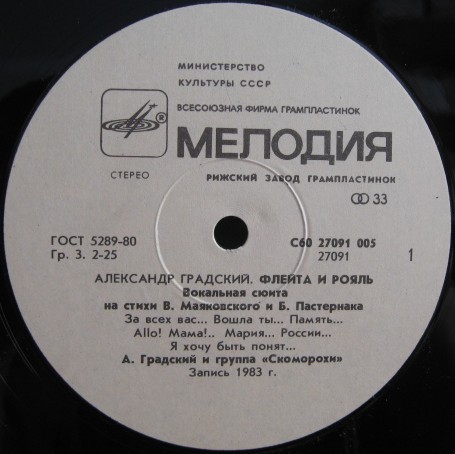 МИНИСТЕРСТВО
КУЛЬТУРЫ СССР
ВСЕСОЮЗНАЯ ФИРМА ГРАМПЛАСТИНОК
®
МЕЛОДИЯ
СТЕРЕО
РИЖСКИЙ ЗАВОД ГРАМПЛАСТИНОК
33
ГОСТ 5289-80
С60 27091 005
Гр. 3. 2-25
27091
1
АЛЕКСАНДР ГРАДСКИЙ. ФЛЕЙТА И РОЯЛЬ
Вокальная сюита
на стихи В. Маяковского и Б. Пастернака
За всех вас... Вошла ты... Память...
Allo! Мама!.. Мария... России...
Я хочу быть понят...
А. Градский и группа «Скоморохи»
Запись 1983 г.